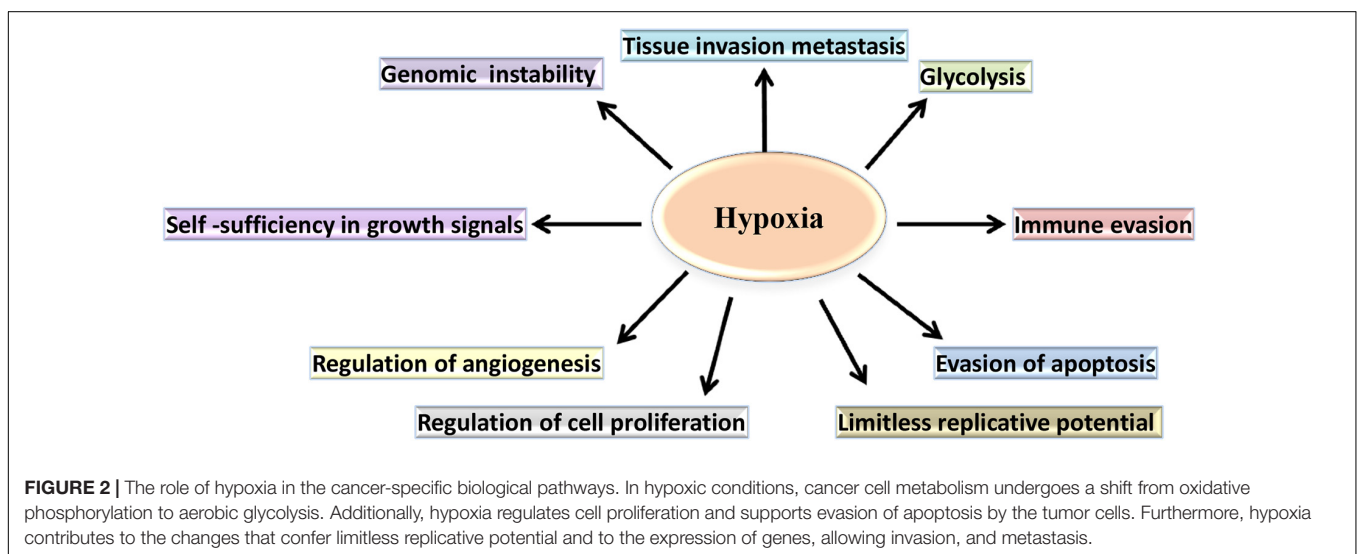 Tissue invasion metastasis
Genomic instability
Glycolysis
Hypoxia
Self -sufficiency in growth signals
Immune evasion
Regulation of angiogenesis
Evasion of apoptosis
Regulation of cell proliferation
Limitless replicative potential
FIGURE 2 | The role of hypoxia in the cancer-specific biological pathways. In hypoxic conditions, cancer cell metabolism undergoes a shift from oxidative
phosphorylation to aerobic glycolysis. Additionally, hypoxia regulates cell proliferation and supports evasion of apoptosis by the tumor cells. Furthermore, hypoxia
contributes to the changes that confer limitless replicative potential and to the expression of genes, allowing invasion, and metastasis.